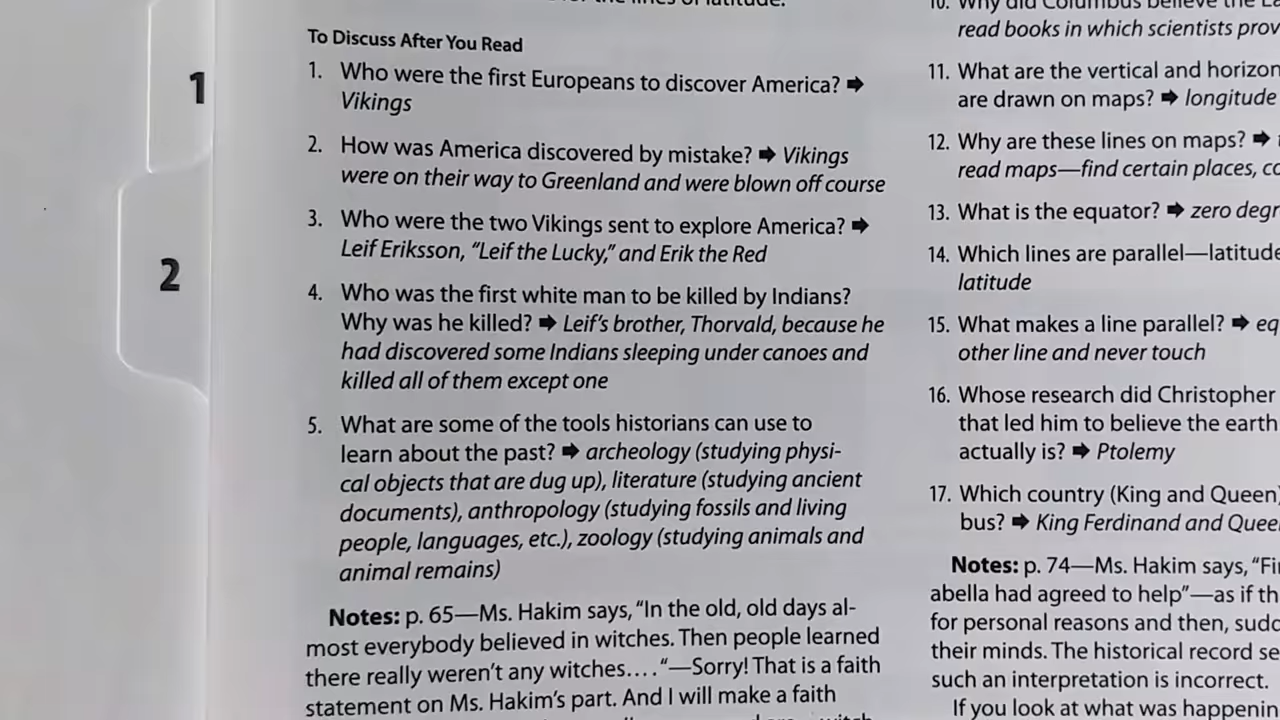 1
2
To Discuss After You Read
1. Who were the first Europeans to discover America? ➡
Vikings
2. How was America discovered by mistake? ➡ Vikings
were on their way to Greenland and were blown off course
3. Who were the two Vikings sent to explore America? ➡
Leif Eriksson, “Leif the Lucky,” and Erik the Red
4. Who was the first white man to be killed by Indians?
Why was he killed? ➡ Leif’s brother, Thorvald, because he
had discovered some Indians sleeping under canoes and
killed all of them except one
5. What are some of the tools historians can use to
learn about the past? ➡ archeology (studying physi-
cal objects that are dug up), literature (studying ancient
documents), anthropology (studying fossils and living
people, languages, etc.), zoology (studying animals and
animal remains)
Notes: p. 65—Ms. Hakim says, “In the old, old days al-
most everybody believed in witches. Then people learned
there really weren’t any witches. . . . “—Sorry! That is a faith
statement on Ms. Hakim’s part. And I will make a faith
10. Why did Columbus believe the
read books in which scientists prov
11. What are the vertical and horizon
are drawn on maps? ➡ longitude
12. Why are these lines on maps? ➡
read maps—find certain places, co
13. What is the equator? ➡ zero degr
14. Which lines are parallel—latitude
latitude
15. What makes a line parallel? ➡ eq
other line and never touch
16. Whose research did Christopher
that led him to believe the earth
actually is? ➡ Ptolemy
17. Which country (King and Queen)
bus? ➡ King Ferdinand and Quee
Notes: p. 74—Ms. Hakim says, “Fi
abella had agreed to help”—as if th
for personal reasons and then, sudd
their minds. The historical record se
such an interpretation is incorrect.
If you look at what was happenin